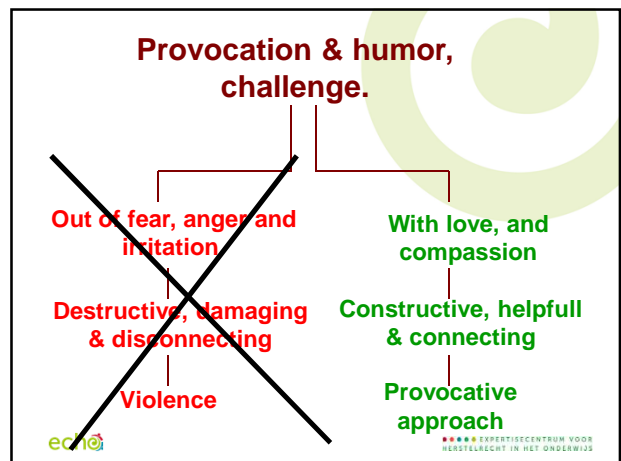 Provocation & humor,
challenge.
Out of fear, anger and
irritation
Destructive, damaging
& disconnecting
Violence
With love, and
compassion
Constructive, helpfull
& connecting
Provocative
approach
echo
EXPERTISECENTRUM VOOR
HERSTELRECHT IN HET ONDERWIJS